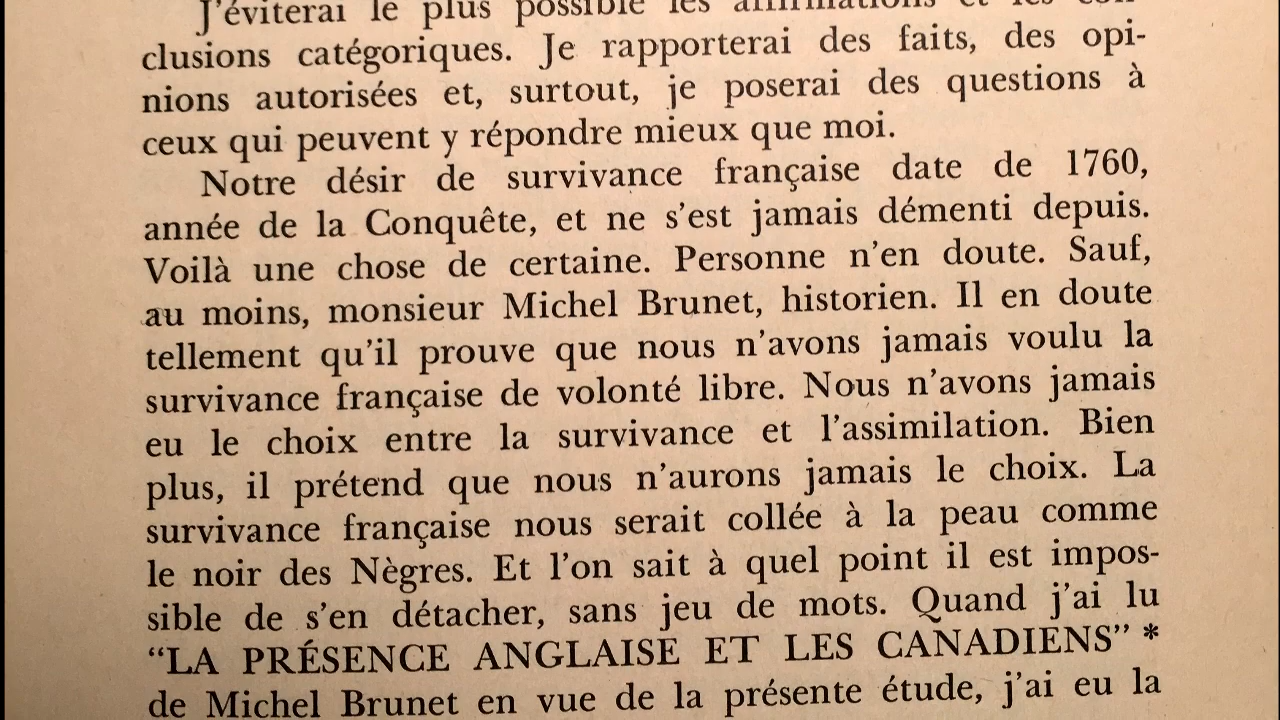 J'éviterai le plus possible les affirmations et les con-
clusions catégoriques. Je rapporterai des faits, des opi-
nions autorisées et, surtout, je poserai des questions à
ceux qui peuvent y répondre mieux que moi.
Notre désir de survivance française date de 1760,
année de la Conquête, et ne s'est jamais démenti depuis.
Voilà une chose de certaine. Personne n'en doute. Sauf,
au moins, monsieur Michel Brunet, historien. Il en doute
tellement qu'il prouve que nous n'avons jamais voulu la
survivance française de volonté libre. Nous n'avons jamais
eu le choix entre la survivance et l'assimilation. Bien
plus, il prétend que nous n'aurons jamais le choix. La
survivance française nous serait collée à la peau comme
le noir des Nègres. Et l'on sait à quel point il est impos-
sible de s'en détacher, sans jeu de mots. Quand j'ai lu
“LA PRÉSENCE ANGLAISE ET LES CANADIENS” *
de Michel Brunet en vue de la présente étude, j'ai eu la